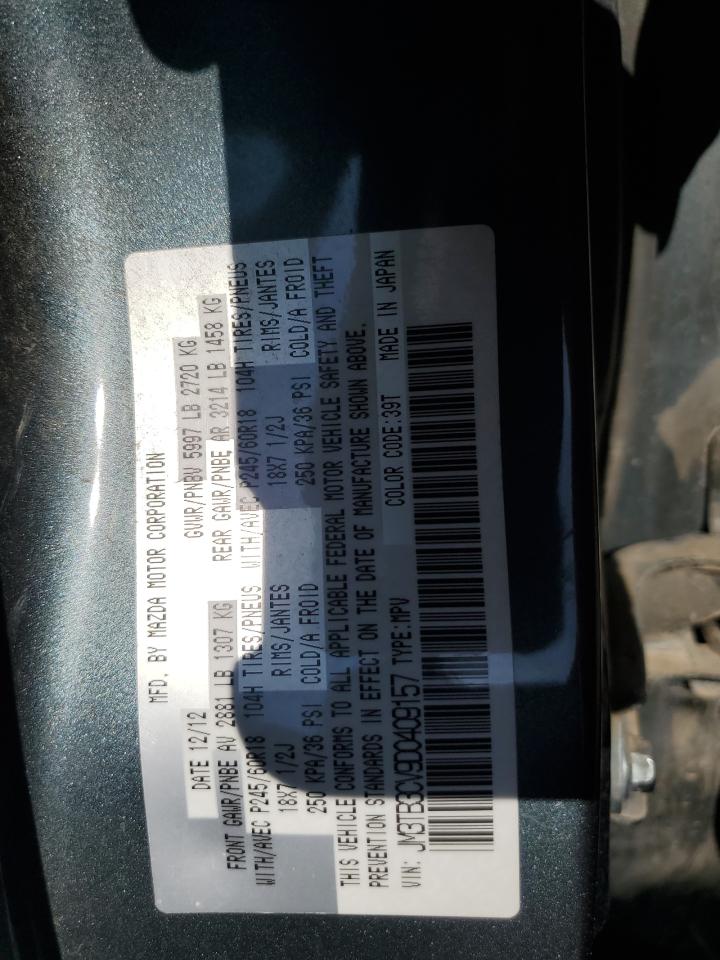 MFD. BY MAZDA MOTOR CORPORATION
DATE 12/12 GVWR/PNBV 5997 LB 2720 KG
FRONT GAWR/PNBE AV 2881 LB 1307 KG REAR GAWR/PNBE AR 3214 LB 1458 KG
WITH/AVEC P245/60R18 104H TIRES/PNEUS WITH/AVEC P245/60R18 104H TIRES/PNEUS
18X7 1/2J RIMS/JANTES 18X7 1/2J RIMS/JANTES
250 KPA/36 PSI COLD/A FROID 250 KPA/36 PSI COLD/A FROID
THIS VEHICLE CONFORMS TO ALL APPLICABLE FEDERAL MOTOR VEHICLE SAFETY AND THEFT
PREVENTION STANDARDS IN EFFECT ON THE DATE OF MANUFACTURE SHOWN ABOVE.
VIN: JM3TB3CV9D0409157 TYPE:MPV COLOR CODE:39T MADE IN JAPAN